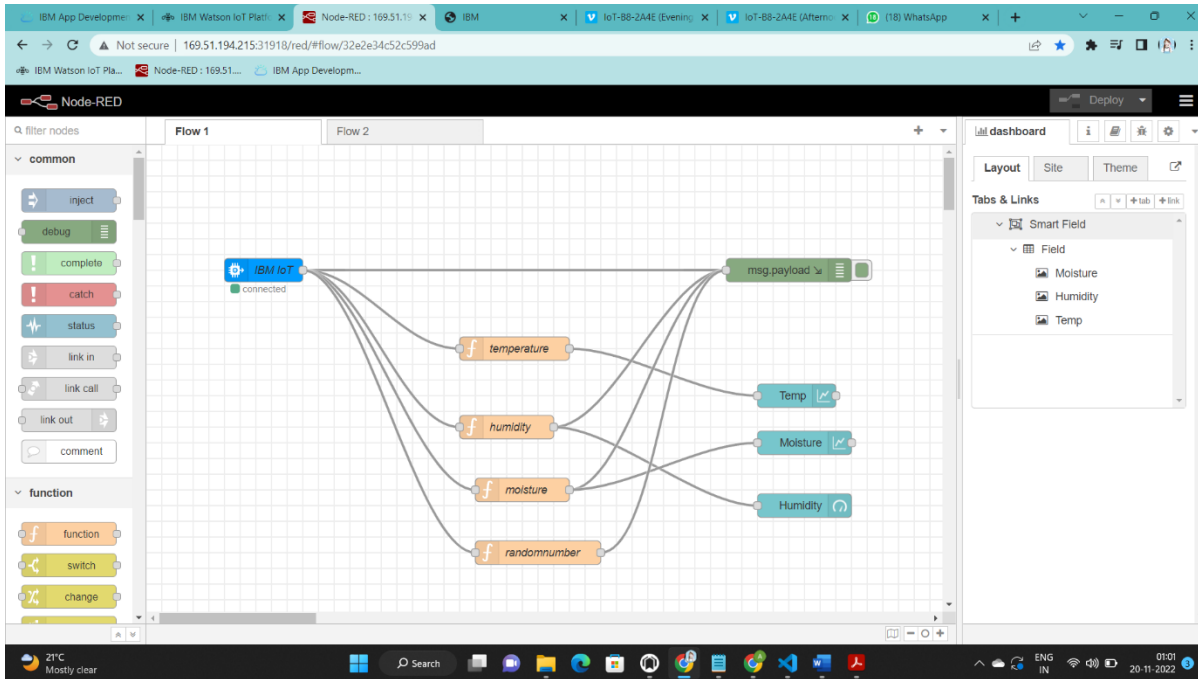 IBM App Developmen
IBM Watson IoT Platfo
Node-RED : 169.51.19
IBM
IoT-B8-2A4E (Evening
IoT-B8-2A4E (Afterno
(18) WhatsApp
Not secure | 169.51.194.215:31918/red/#flow/32e2e34c52c599ad
IBM Watson IoT Pla...
Node-RED : 169.51....
IBM App Developm...
Node-RED
Deploy
filter nodes
common
inject
debug
complete
catch
status
link in
link call
link out
comment
function
function
switch
change
Flow 1
Flow 2
IBM IoT
connected
msg.payload
temperature
Temp
humidity
Moisture
moisture
Humidity
randomnumber
dashboard
Layout
Site
Theme
Tabs & Links
tab
link
Smart Field
Field
Moisture
Humidity
Temp
21°C
Mostly clear
Search
ENG
IN
01:01
20-11-2022
3